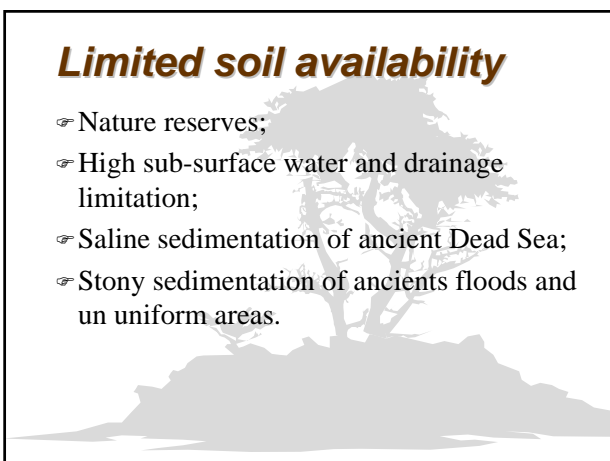 Limited soil availability
☞Nature reserves;
☞High sub-surface water and drainage
limitation;
☞Saline sedimentation of ancient Dead Sea;
☞Stony sedimentation of ancients floods and
un uniform areas.